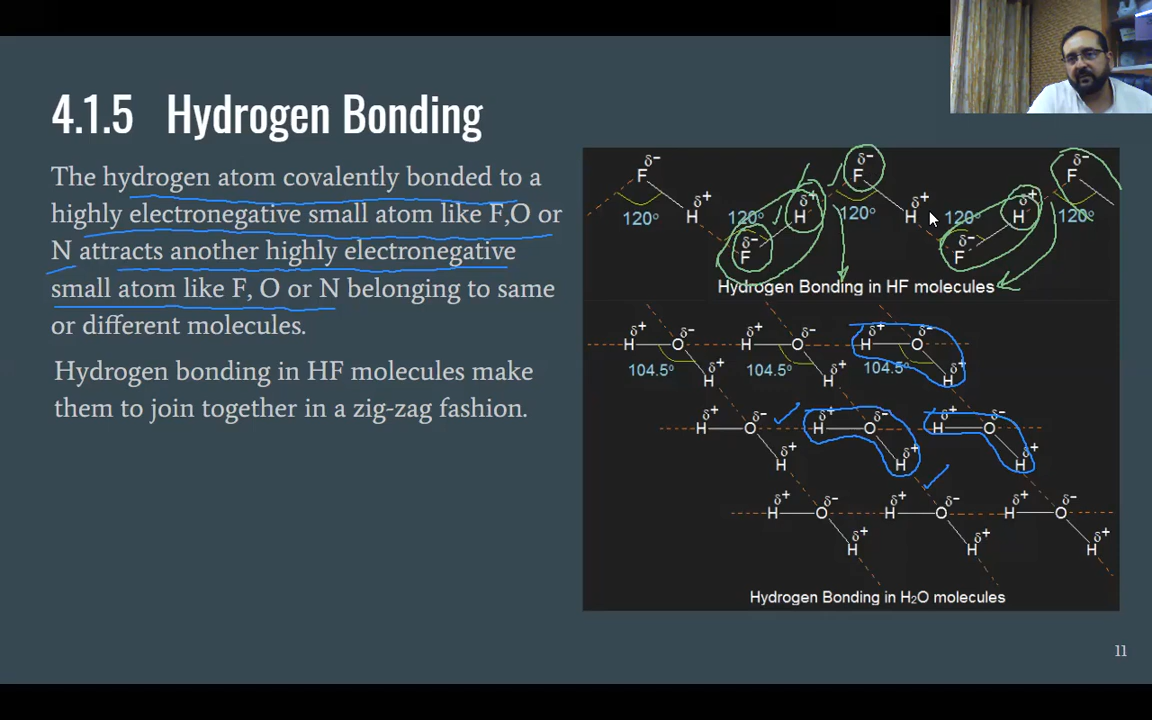 4.1.5 Hydrogen Bonding
The hydrogen atom covalently bonded to a
highly electronegative small atom like F,O or
N attracts another highly electronegative
small atom like F, O or N belonging to same
or different molecules.
Hydrogen bonding in HF molecules make
them to join together in a zig-zag fashion.
δ- δ- δ-
F F F
δ+ δ+ δ+ δ+
H H H H
120° 120° 120° 120° 120°
δ- δ-
F F
Hydrogen Bonding in HF molecules
δ+ δ- δ+ δ- δ+ δ-
H O H O H O
104.5° 104.5° 104.5°
δ+ δ+ δ+
H H H
δ+ δ- δ+ δ- δ+ δ-
H O H O H O
δ+ δ+ δ+
H H H
δ+ δ- δ+ δ- δ+ δ-
H O H O H O
δ+ δ+ δ+
H H H
Hydrogen Bonding in H₂O molecules
11